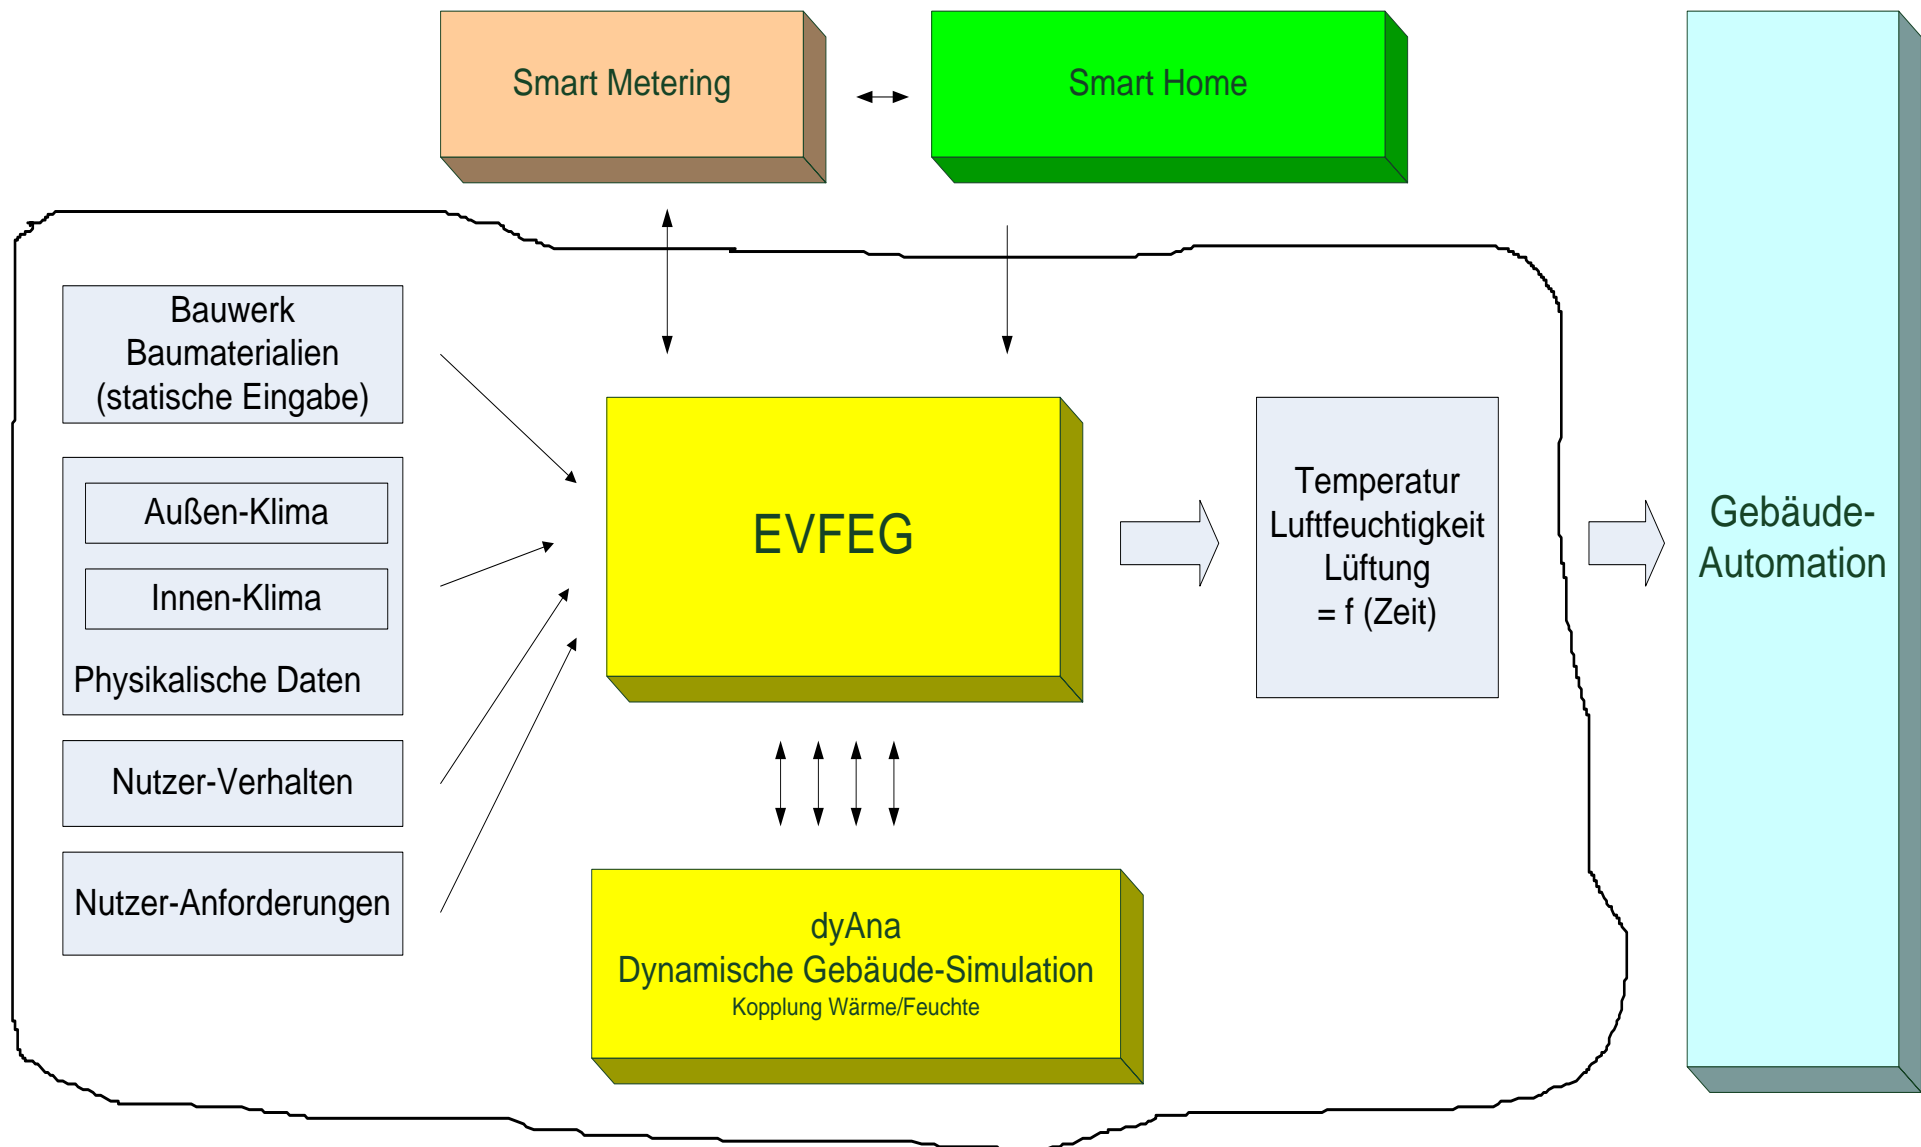 Smart Metering
Smart Home
Bauwerk
Baumaterialien
(statische Eingabe)
Außen-Klima
Innen-Klima
Physikalische Daten
Nutzer-Verhalten
Nutzer-Anforderungen
EVFEG
dyAna
Dynamische Gebäude-Simulation
Kopplung Wärme/Feuchte
Temperatur
Luftfeuchtigkeit
Lüftung
= f (Zeit)
Gebäude-
Automation